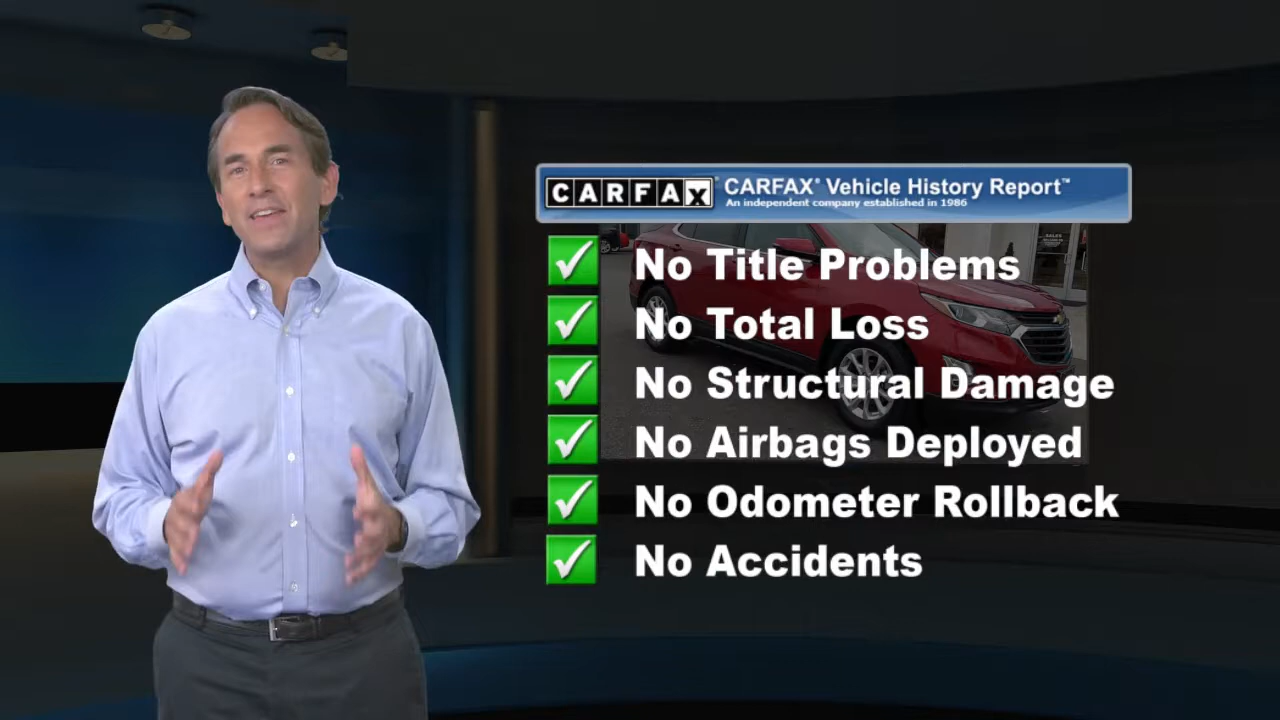 CARFAX® CARFAX® Vehicle History Report™
An independent company established in 1986
No Title Problems
No Total Loss
No Structural Damage
No Airbags Deployed
No Odometer Rollback
No Accidents